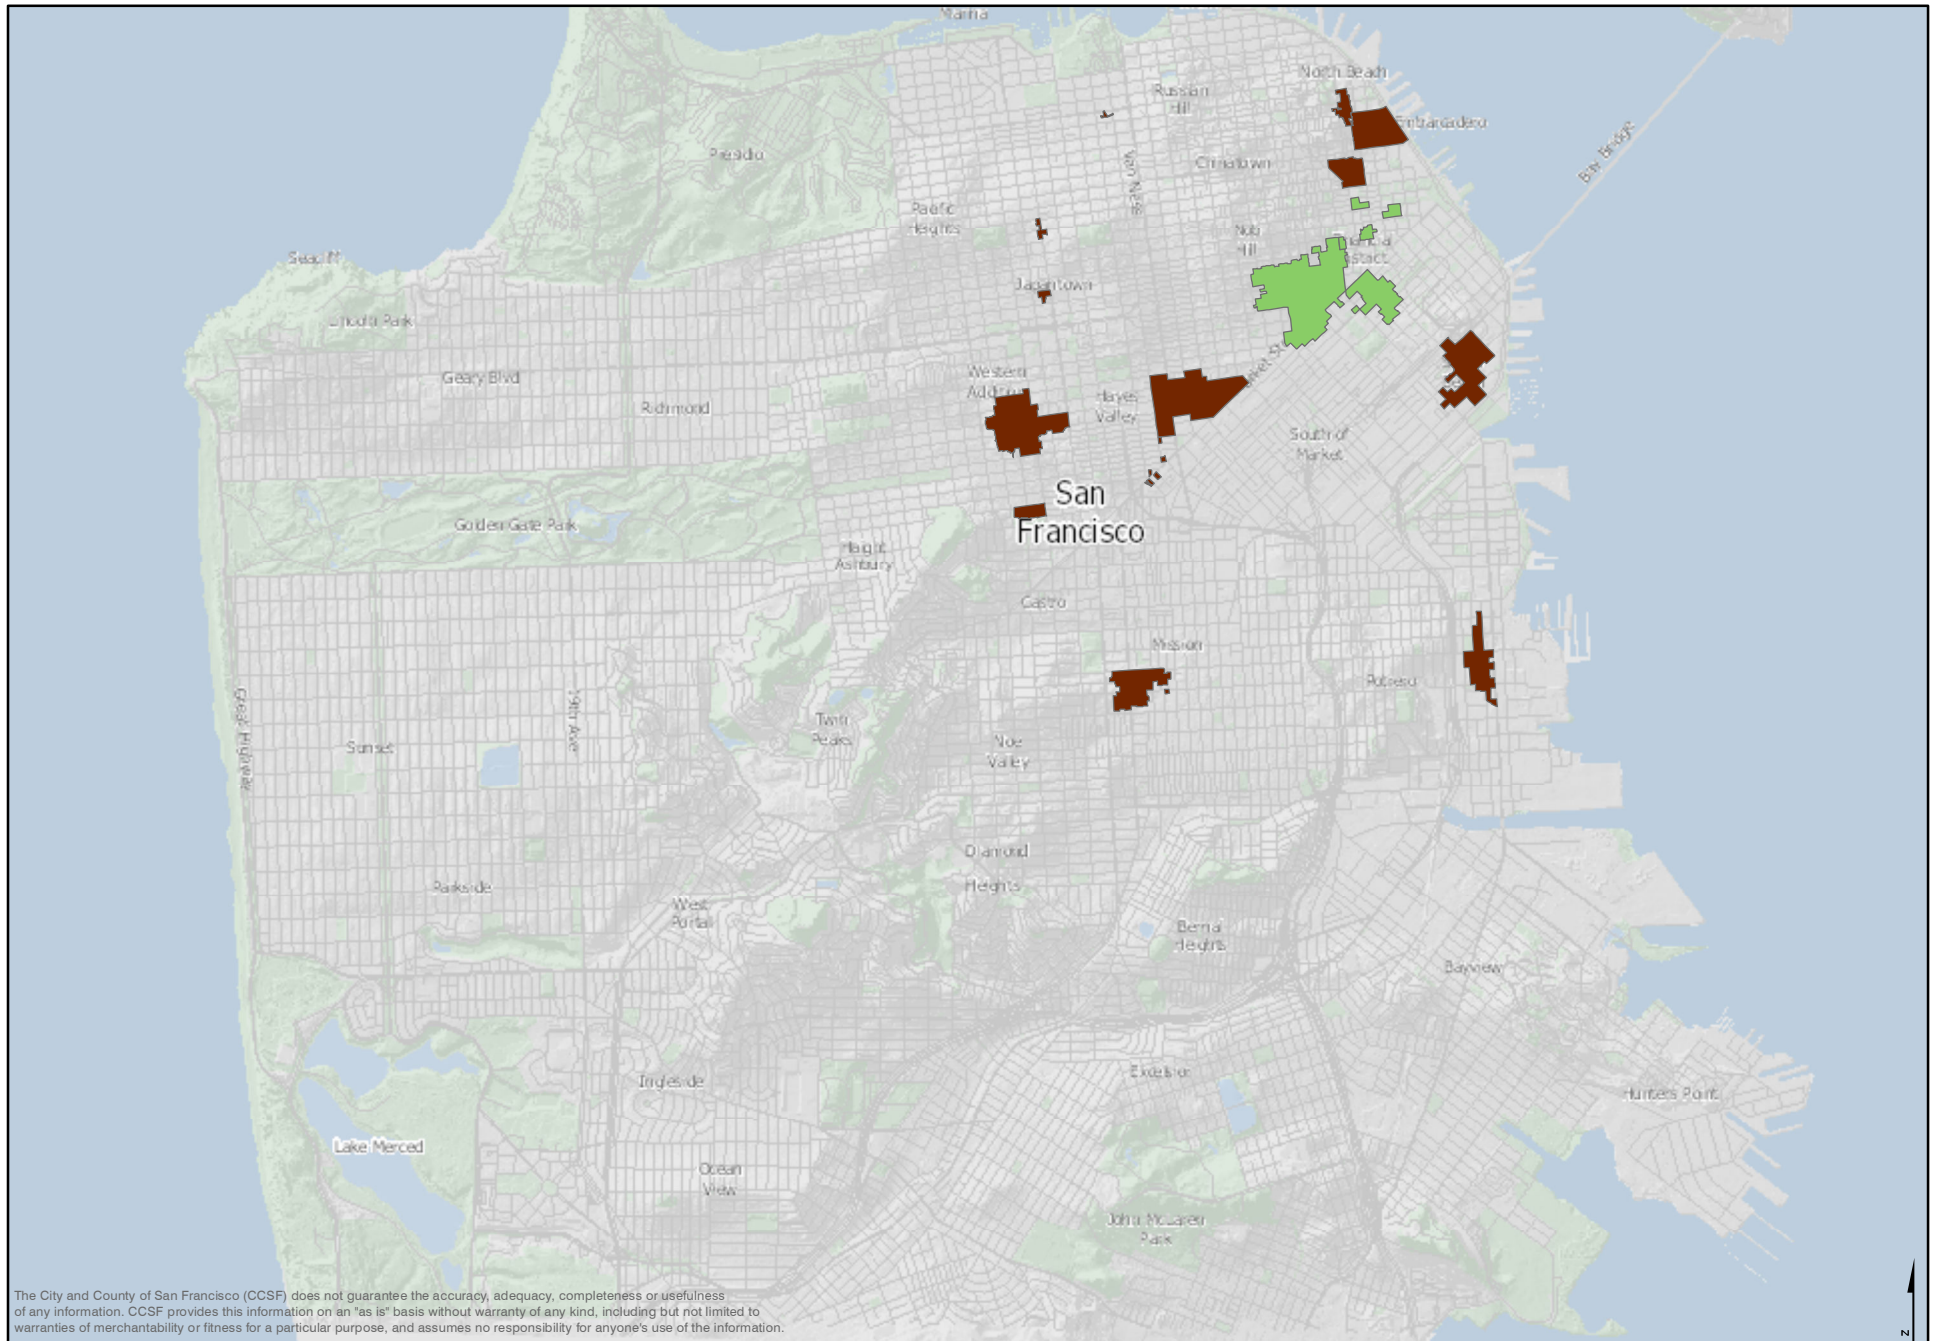 Marina
North Beach
Russian
Hill
Embarcadero
Bay Bridge
Presidio
Chinatown
Van Ness
Pacific
Heights
Nob
Hill
Seacliff
Japantown
Lincoln Park
Geary Blvd
Western
Hayes
Valley
Richmond
South of
Market
San
Francisco
Golden Gate Park
Haight
Ashbury
Castro
Mission
Potrero
Great Highway
19th Ave
Sunset
Twin
Peaks
Noe
Valley
Diamond
Heights
Parkside
West
Portal
Bernal
Heights
Bayview
Ingleside
Excelsior
Hunters Point
Lake Merced
Ocean
View
John McLaren
Park
The City and County of San Francisco (CCSF) does not guarantee the accuracy, adequacy, completeness or usefulness
of any information. CCSF provides this information on an "as is" basis without warranty of any kind, including but not limited to
warranties of merchantability or fitness for a particular purpose, and assumes no responsibility for anyone's use of the information.
N